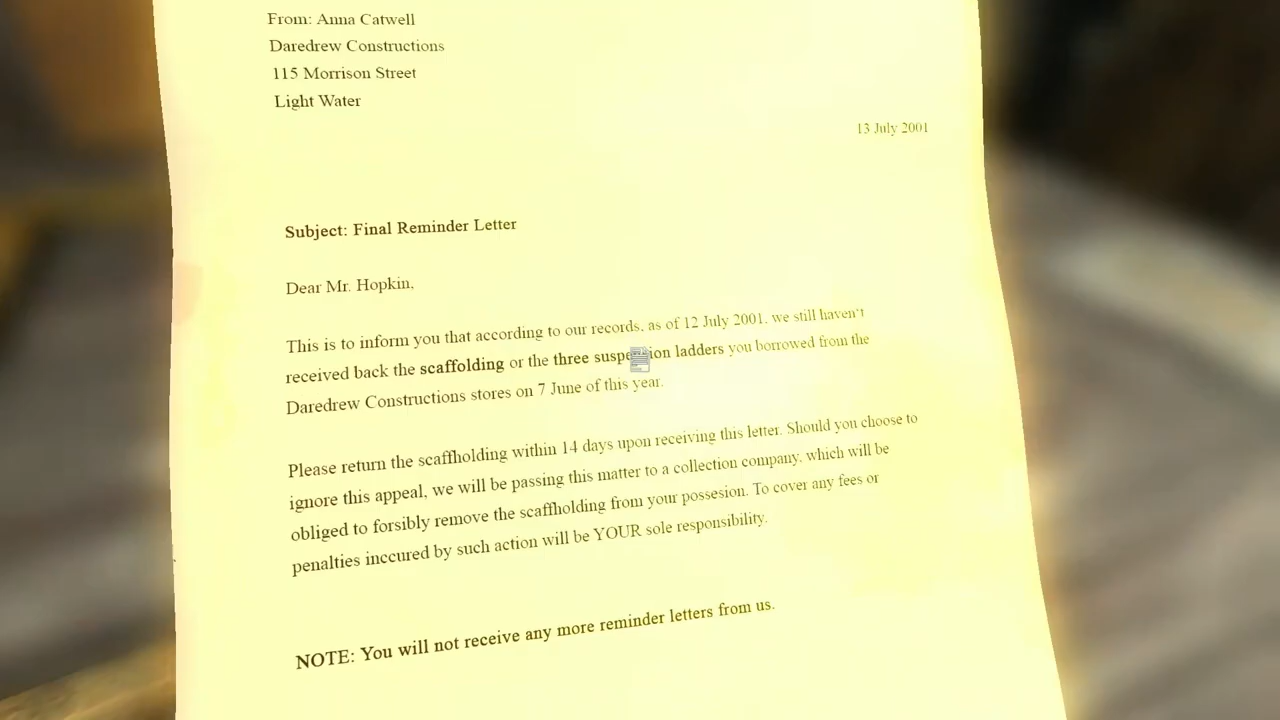 From: Anna Catwell
Daredrew Constructions
115 Morrison Street
Light Water
13 July 2001
Subject: Final Reminder Letter
Dear Mr. Hopkin,
This is to inform you that according to our records, as of 12 July 2001, we still haven't
received back the scaffolding or the three suspension ladders you borrowed from the
Daredrew Constructions stores on 7 June of this year.
Please return the scaffholding within 14 days upon receiving this letter. Should you choose to
ignore this appeal, we will be passing this matter to a collection company, which will be
obliged to forsibly remove the scaffholding from your possesion. To cover any fees or
penalties inccured by such action will be YOUR sole responsibility.
NOTE: You will not receive any more reminder letters from us.